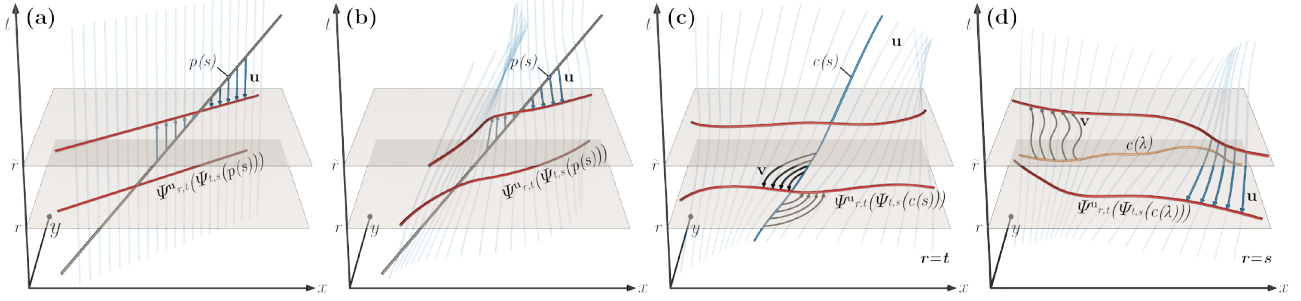 (a)
t
p(s)
u
r̃
Ψᵘr,t(Ψt,s(p(s)))
r
y
x
(b)
t
p(s)
u
r̃
Ψᵘr,t(Ψt,s(p(s)))
r
y
x
(c)
t
u
c(s)
v
r̃
Ψᵘr,t(Ψt,s(c(s)))
r
y
r=t
x
(d)
t
v
c(λ)
r̃
u
Ψᵘr,t(Ψt,s(c(λ)))
r
y
r=s
x